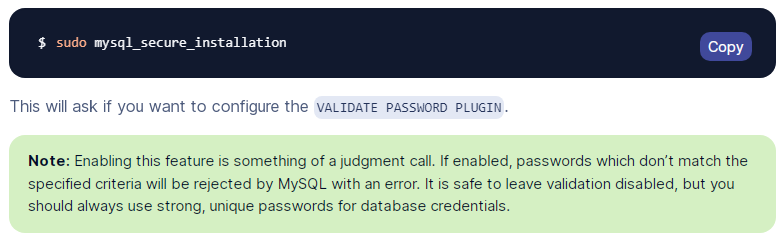 $ sudo mysql_secure_installation
Copy
This will ask if you want to configure the VALIDATE PASSWORD PLUGIN.
Note: Enabling this feature is something of a judgment call. If enabled, passwords which don’t match the
specified criteria will be rejected by MySQL with an error. It is safe to leave validation disabled, but you
should always use strong, unique passwords for database credentials.